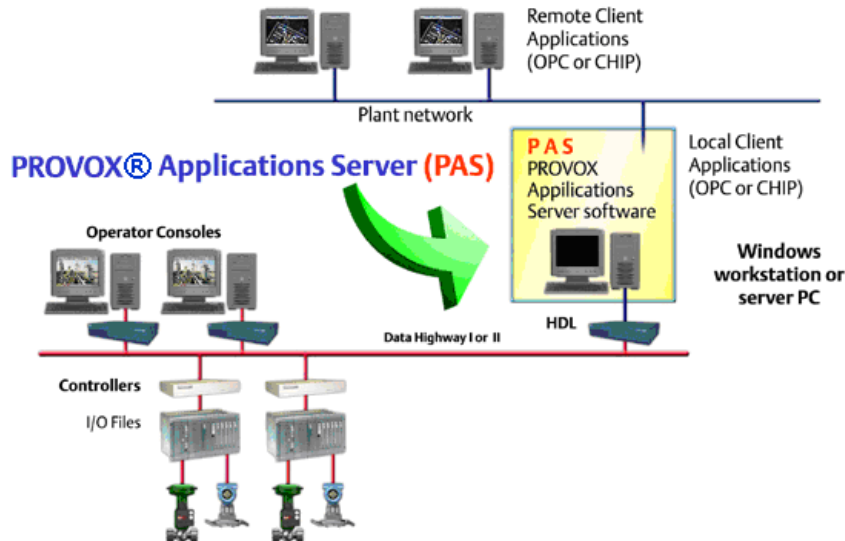 Remote Client
Applications
(OPC or CHIP)
Plant network
PROVOX® Applications Server (PAS)
PAS
PROVOX
Appilications
Server software
Local Client
Applications
(OPC or CHIP)
Operator Consoles
Windows
workstation or
server PC
HDL
Data Highway I or II
Controllers
I/O Files